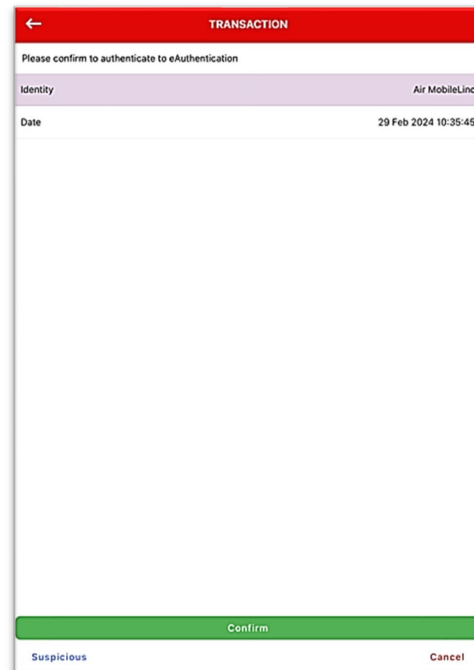 TRANSACTION
Please confirm to authenticate to eAuthentication
Identity Air MobileLinc
Date 29 Feb 2024 10:35:45
Confirm
Suspicious Cancel